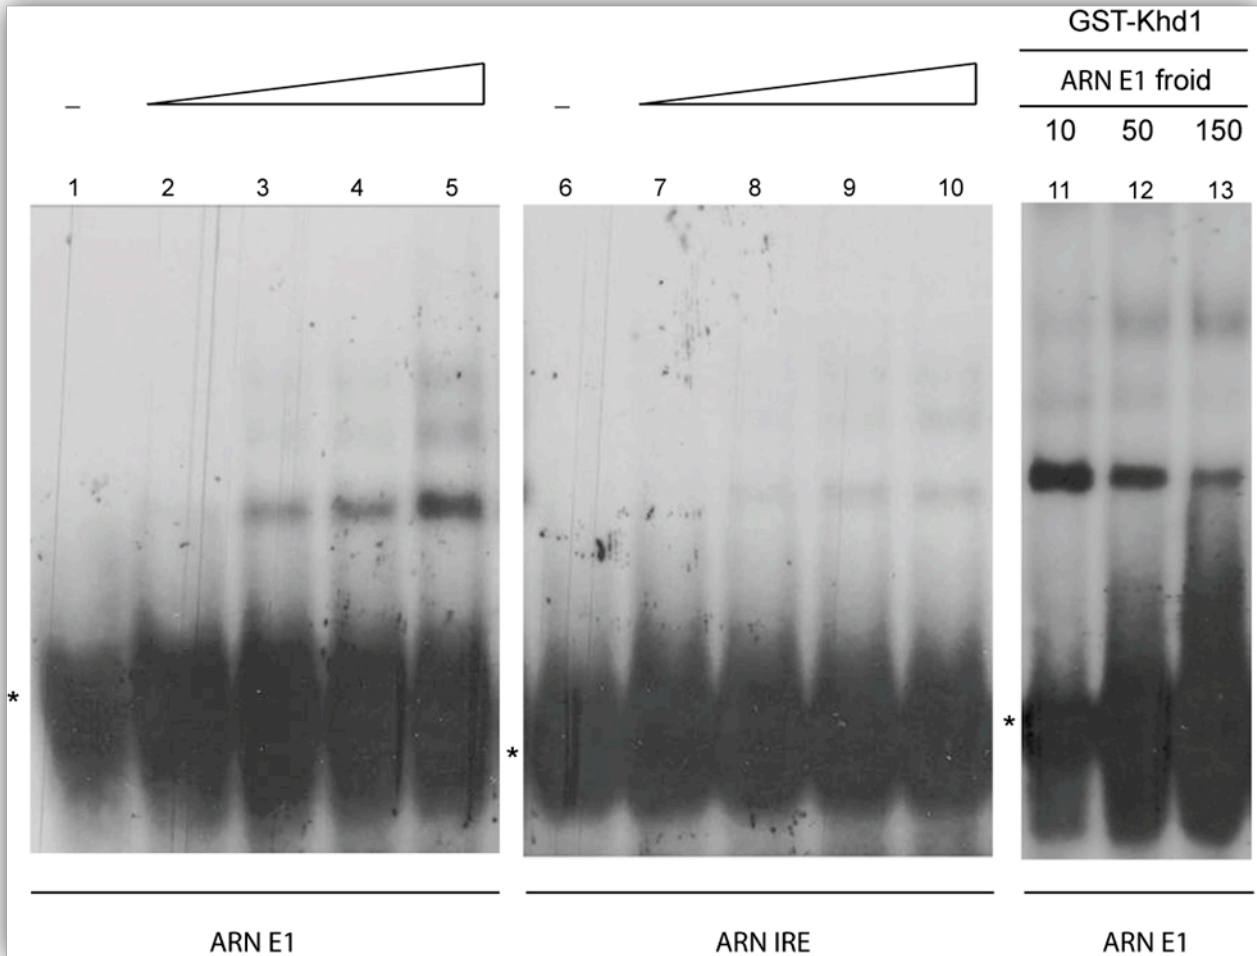 GST-Khd1
ARN E1 froid
– –
10 50 150
1 2 3 4 5 6 7 8 9 10 11 12 13
*
*
*
ARN E1 ARN IRE ARN E1